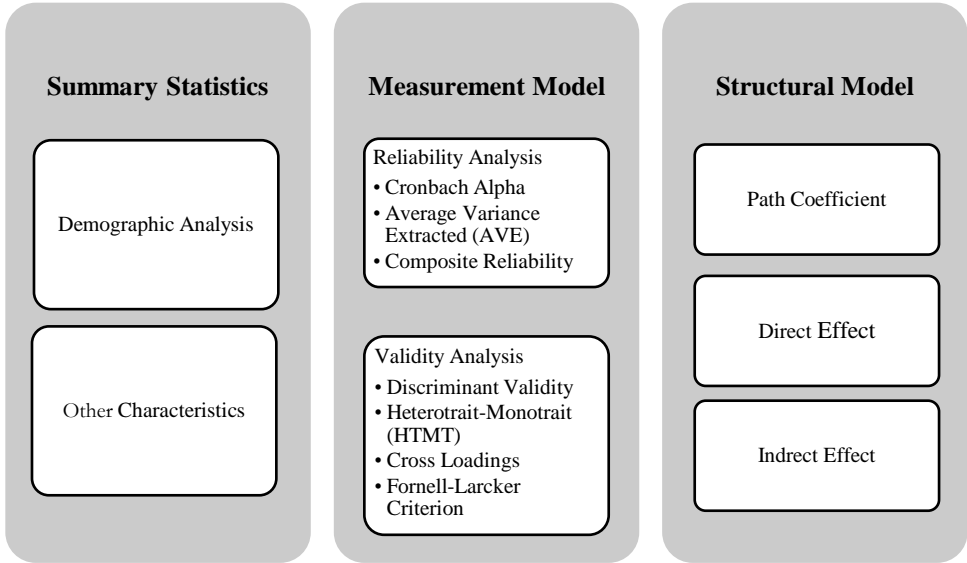 Summary Statistics
Demographic Analysis
Other Characteristics
Measurement Model
Reliability Analysis
• Cronbach Alpha
• Average Variance
Extracted (AVE)
• Composite Reliability
Validity Analysis
• Discriminant Validity
• Heterotrait-Monotrait
(HTMT)
• Cross Loadings
• Fornell-Larcker
Criterion
Structural Model
Path Coefficient
Direct Effect
Indrect Effect